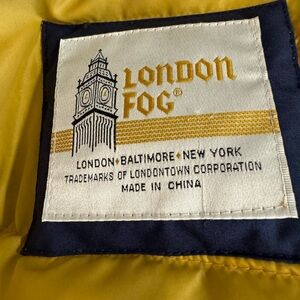 LONDON
FOG®
LONDON•BALTIMORE•NEW YORK
TRADEMARKS OF LONDONTOWN CORPORATION
MADE IN CHINA